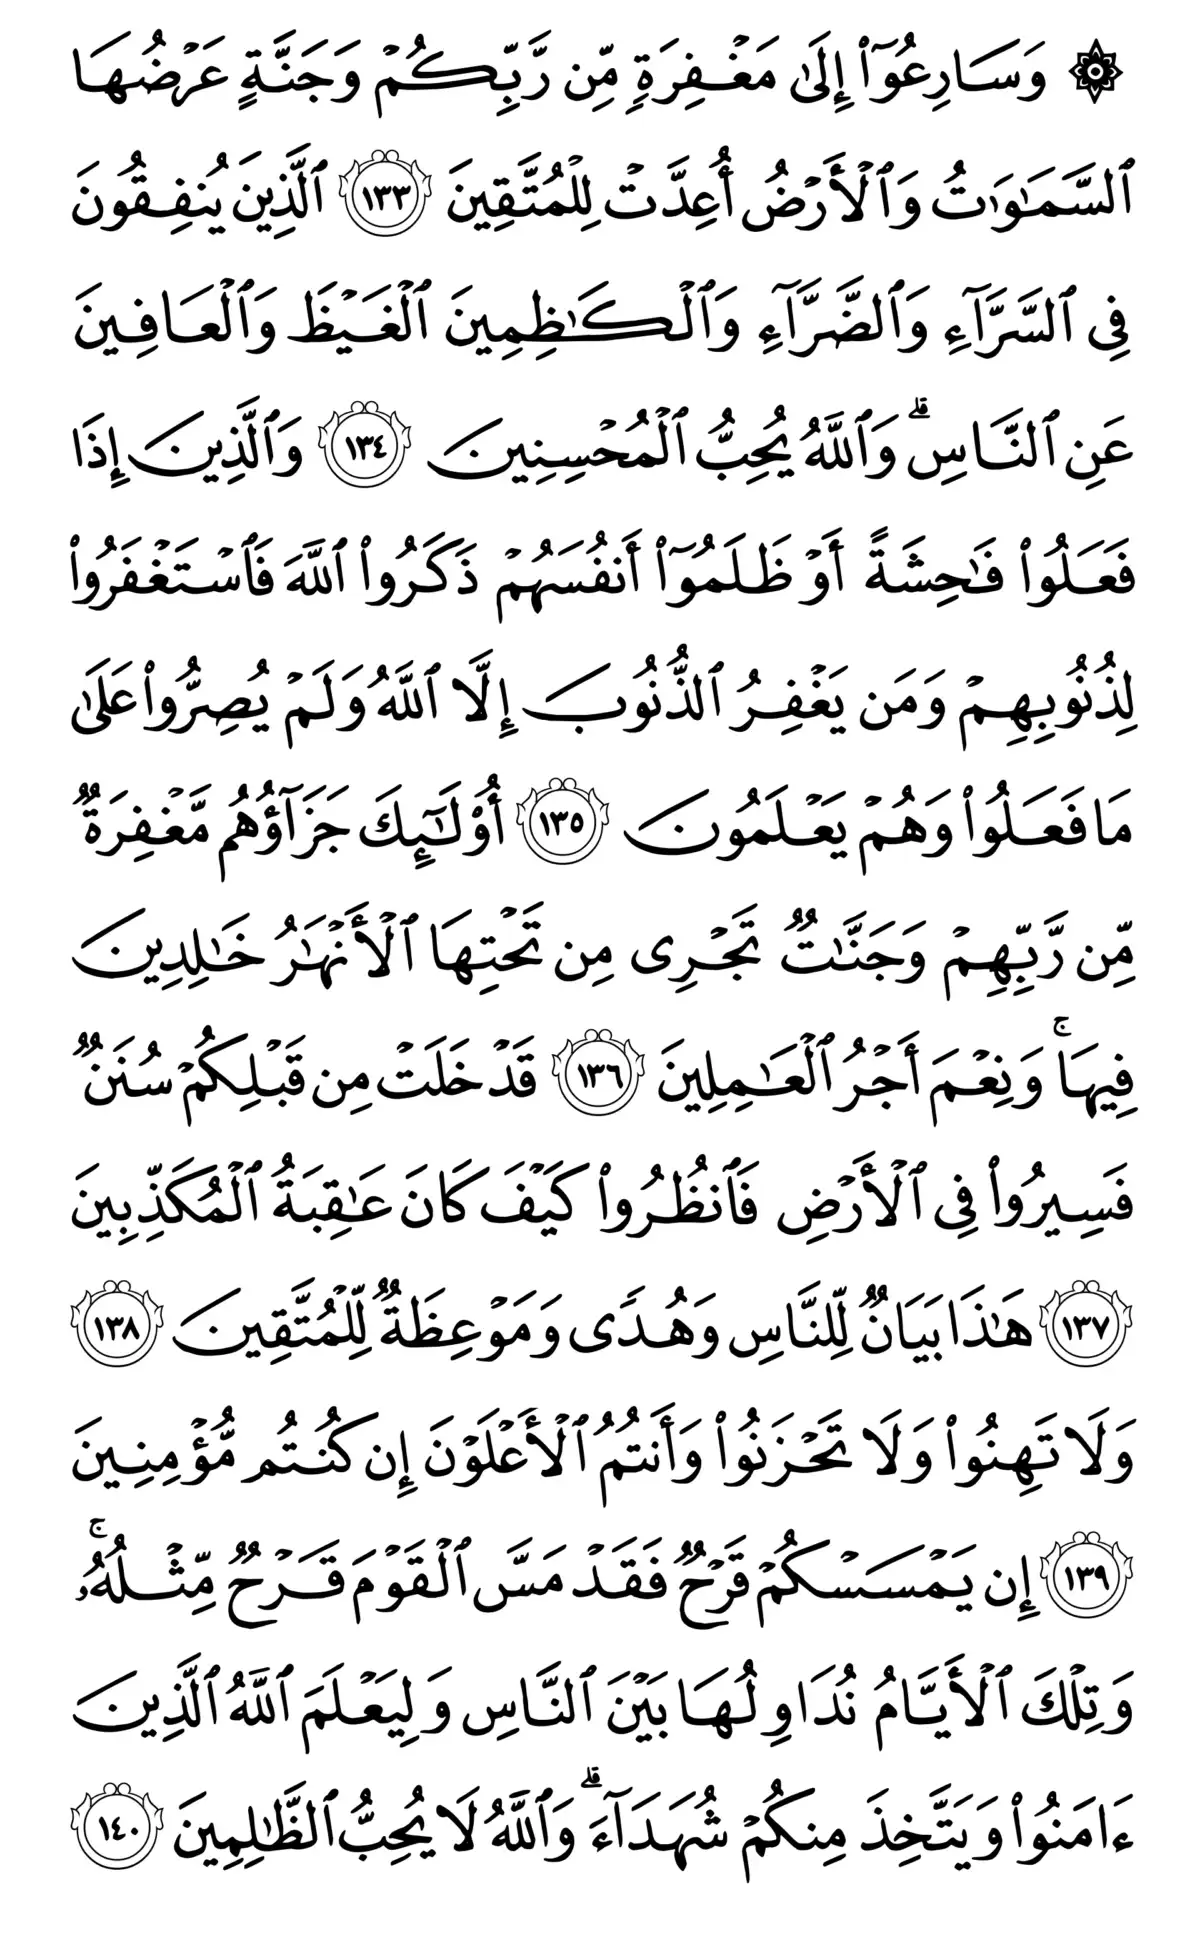 ۞ وَسَارِعُوٓا۟ إِلَىٰ مَغْفِرَةٍ مِّن رَّبِّكُمْ وَجَنَّةٍ عَرْضُهَا
ٱلسَّمَـٰوَٰتُ وَٱلْأَرْضُ أُعِدَّتْ لِلْمُتَّقِينَ ١٣٣ ٱلَّذِينَ يُنفِقُونَ
فِى ٱلسَّرَّآءِ وَٱلضَّرَّآءِ وَٱلْكَـٰظِمِينَ ٱلْغَيْظَ وَٱلْعَافِينَ
عَنِ ٱلنَّاسِ ۗ وَٱللَّهُ يُحِبُّ ٱلْمُحْسِنِينَ ١٣٤ وَٱلَّذِينَ إِذَا
فَعَلُوا۟ فَـٰحِشَةً أَوْ ظَلَمُوٓا۟ أَنفُسَهُمْ ذَكَرُوا۟ ٱللَّهَ فَٱسْتَغْفَرُوا۟
لِذُنُوبِهِمْ وَمَن يَغْفِرُ ٱلذُّنُوبَ إِلَّا ٱللَّهُ وَلَمْ يُصِرُّوا۟ عَلَىٰ
مَا فَعَلُوا۟ وَهُمْ يَعْلَمُونَ ١٣٥ أُو۟لَـٰٓئِكَ جَزَآؤُهُم مَّغْفِرَةٌ
مِّن رَّبِّهِمْ وَجَنَّـٰتٌ تَجْرِى مِن تَحْتِهَا ٱلْأَنْهَـٰرُ خَـٰلِدِينَ
فِيهَا ۚ وَنِعْمَ أَجْرُ ٱلْعَـٰمِلِينَ ١٣٦ قَدْ خَلَتْ مِن قَبْلِكُمْ سُنَنٌ
فَسِيرُوا۟ فِى ٱلْأَرْضِ فَٱنظُرُوا۟ كَيْفَ كَانَ عَـٰقِبَةُ ٱلْمُكَذِّبِينَ
١٣٧ هَـٰذَا بَيَانٌ لِّلنَّاسِ وَهُدًى وَمَوْعِظَةٌ لِّلْمُتَّقِينَ ١٣٨
وَلَا تَهِنُوا۟ وَلَا تَحْزَنُوا۟ وَأَنتُمُ ٱلْأَعْلَوْنَ إِن كُنتُم مُّؤْمِنِينَ
١٣٩ إِن يَمْسَسْكُمْ قَرْحٌ فَقَدْ مَسَّ ٱلْقَوْمَ قَرْحٌ مِّثْلُهُۥ ۚ
وَتِلْكَ ٱلْأَيَّامُ نُدَاوِلُهَا بَيْنَ ٱلنَّاسِ وَلِيَعْلَمَ ٱللَّهُ ٱلَّذِينَ
ءَامَنُوا۟ وَيَتَّخِذَ مِنكُمْ شُهَدَآءَ ۗ وَٱللَّهُ لَا يُحِبُّ ٱلظَّـٰلِمِينَ ١٤٠